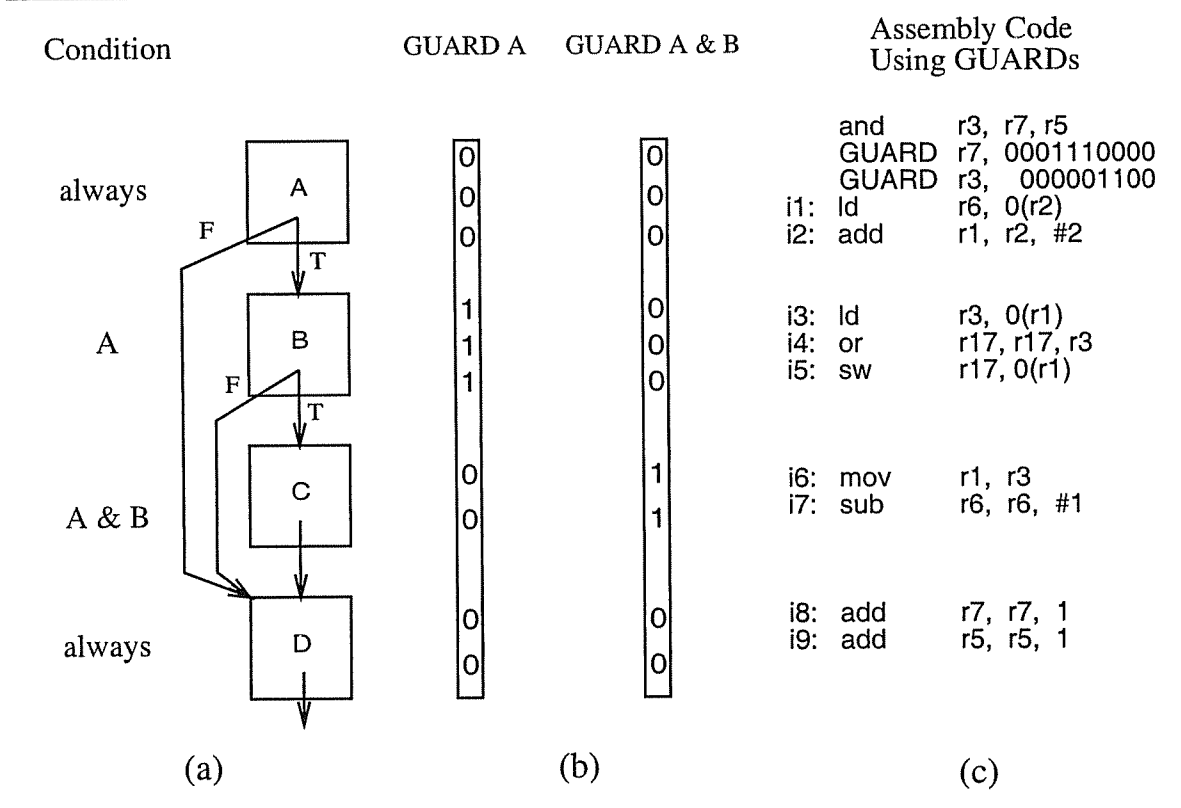 Condition
GUARD A
GUARD A & B
Assembly Code
Using GUARDs
always
A
A & B
always
A
F
T
B
F
T
C
D
0
0
0
1
1
1
0
0
0
0
0
0
0
0
0
0
1
1
0
0
and r3, r7, r5
GUARD r7, 0001110000
GUARD r3, 000001100
i1: ld r6, 0(r2)
i2: add r1, r2, #2
i3: ld r3, 0(r1)
i4: or r17, r17, r3
i5: sw r17, 0(r1)
i6: mov r1, r3
i7: sub r6, r6, #1
i8: add r7, r7, 1
i9: add r5, r5, 1
(a)
(b)
(c)